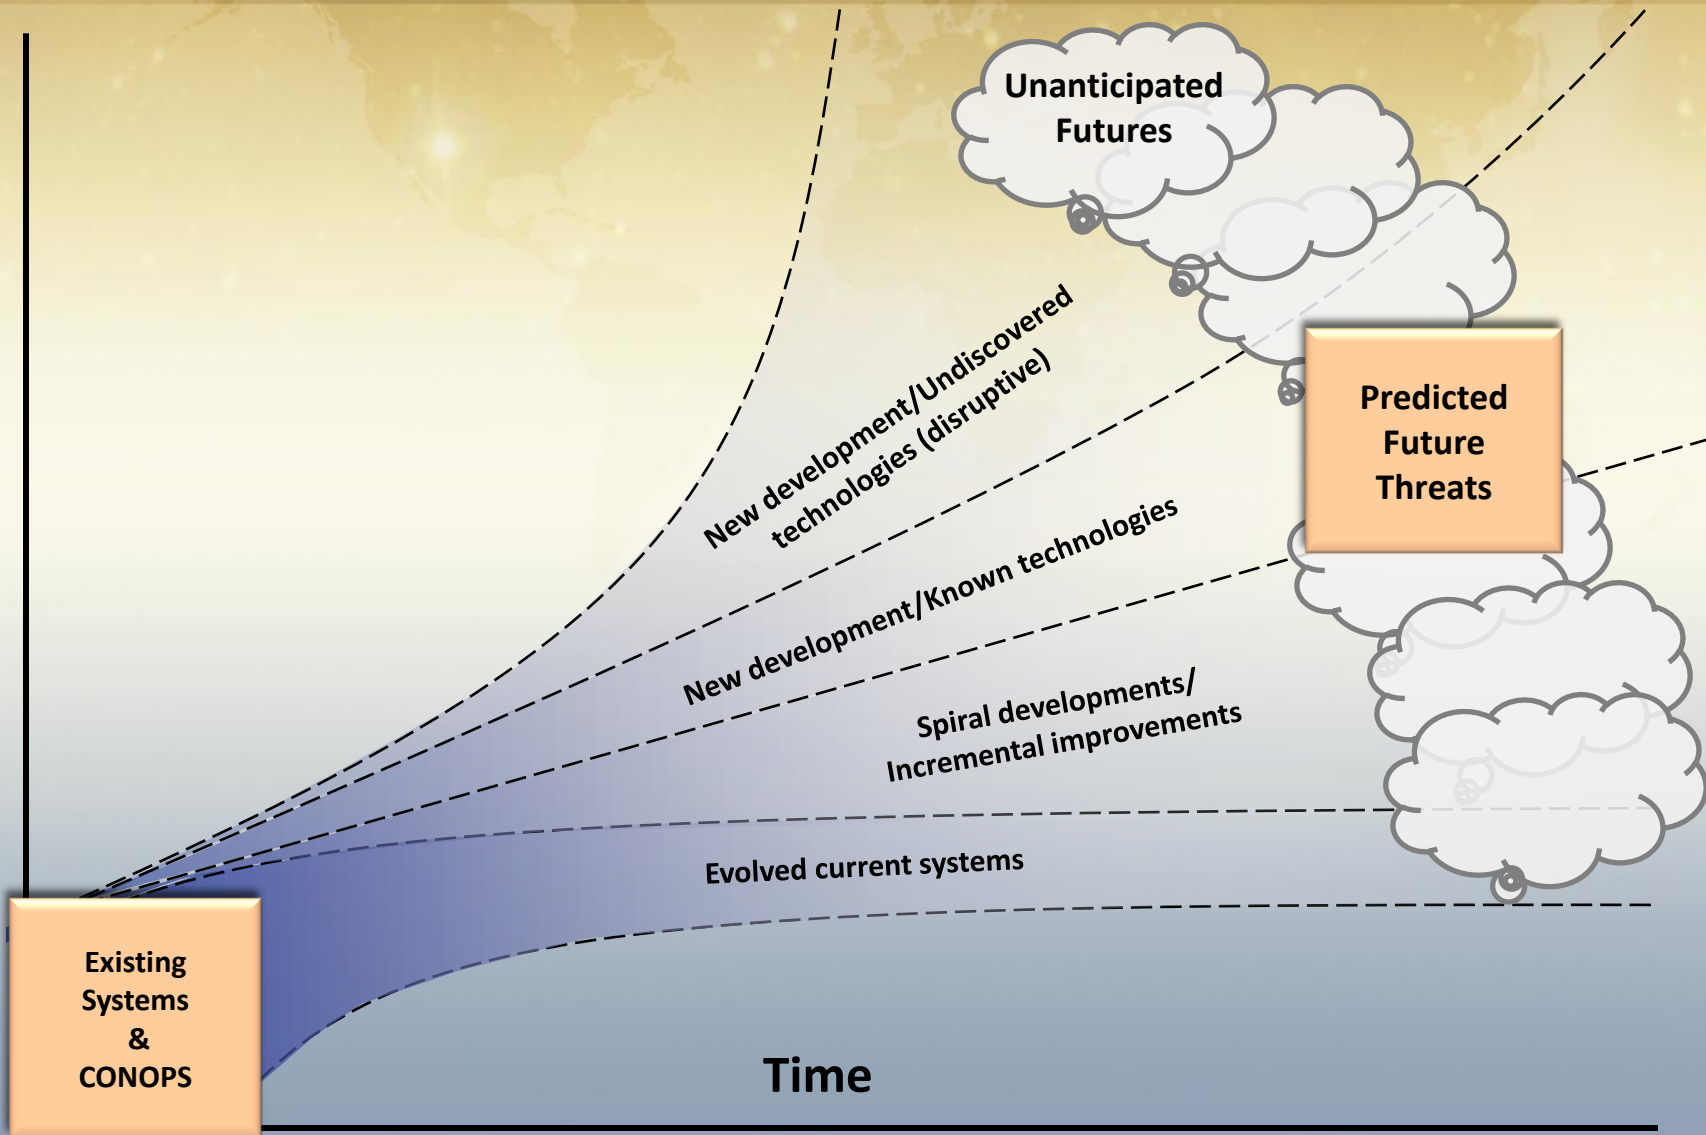 Unanticipated
Futures
New development/Undiscovered
technologies (disruptive)
Predicted
Future
Threats
New development/Known technologies
Spiral developments/
Incremental improvements
Evolved current systems
Existing
Systems
&
CONOPS
Time